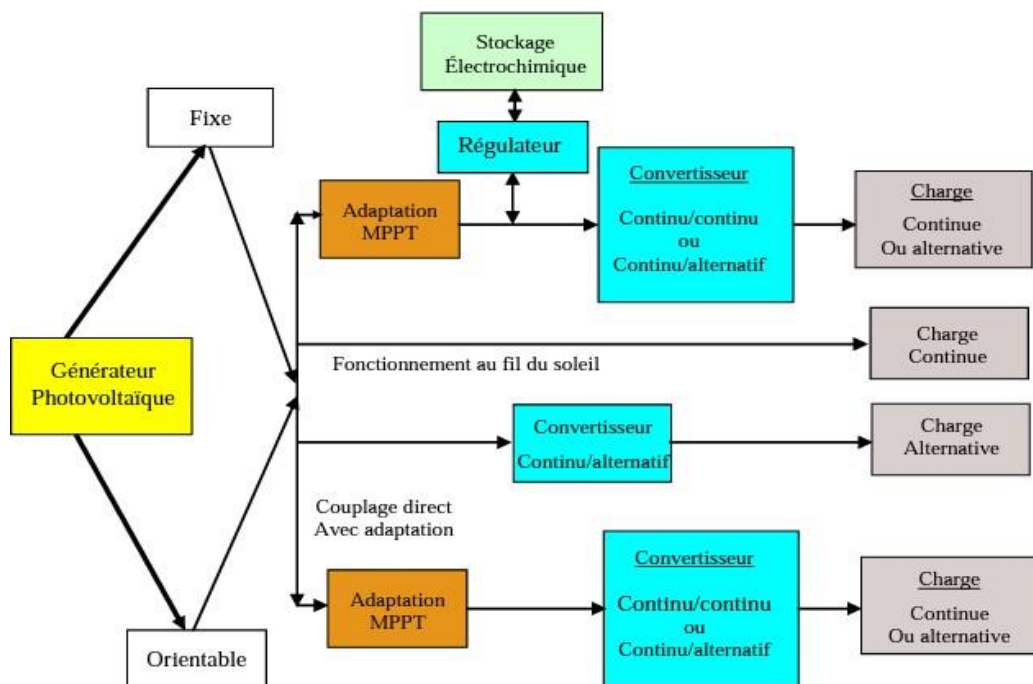 Stockage
Électrochimique
Fixe
Régulateur
Convertisseur
Continu/continu
ou
Continu/alternatif
Charge
Continue
Ou alternative
Adaptation
MPPT
Générateur
Photovoltaïque
Fonctionnement au fil du soleil
Charge
Continue
Convertisseur
Continu/alternatif
Charge
Alternative
Couplage direct
Avec adaptation
Adaptation
MPPT
Convertisseur
Continu/continu
ou
Continu/alternatif
Charge
Continue
Ou alternative
Orientable